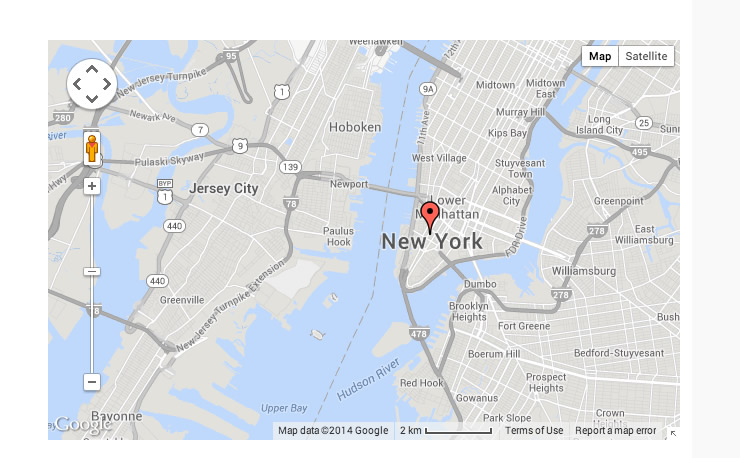 Weehawken
12th
Map
Satellite
95
New Jersey Turnpike
Midtown
Midtown
East
1
9A
Newark Ave
280
Murray Hill
11th Ave
Long
Island City
25
7
Hoboken
Kips Bay
River
9
495
Pulaski Skyway
139
West Village
Stuyvesant
Town
BYP
1
Jersey City
Newport
Alphabet
City
78
Lower
Manhattan
Greenpoint
440
Paulus
Hook
New York
FDR Drive
278
East
Williamsburg
440
New Jersey Turnpike Extension
Williamsburg
Dumbo
278
Greenville
78
Brooklyn
Heights
Fort Greene
478
Boerum Hill
Bedford-Stuyvesant
Hudson River
Red Hook
Prospect
Heights
Gowanus
Upper Bay
Park Slope
Crown
Heights
Bayonne
Google
Map data ©2014 Google
2 km
Terms of Use
Report a map error